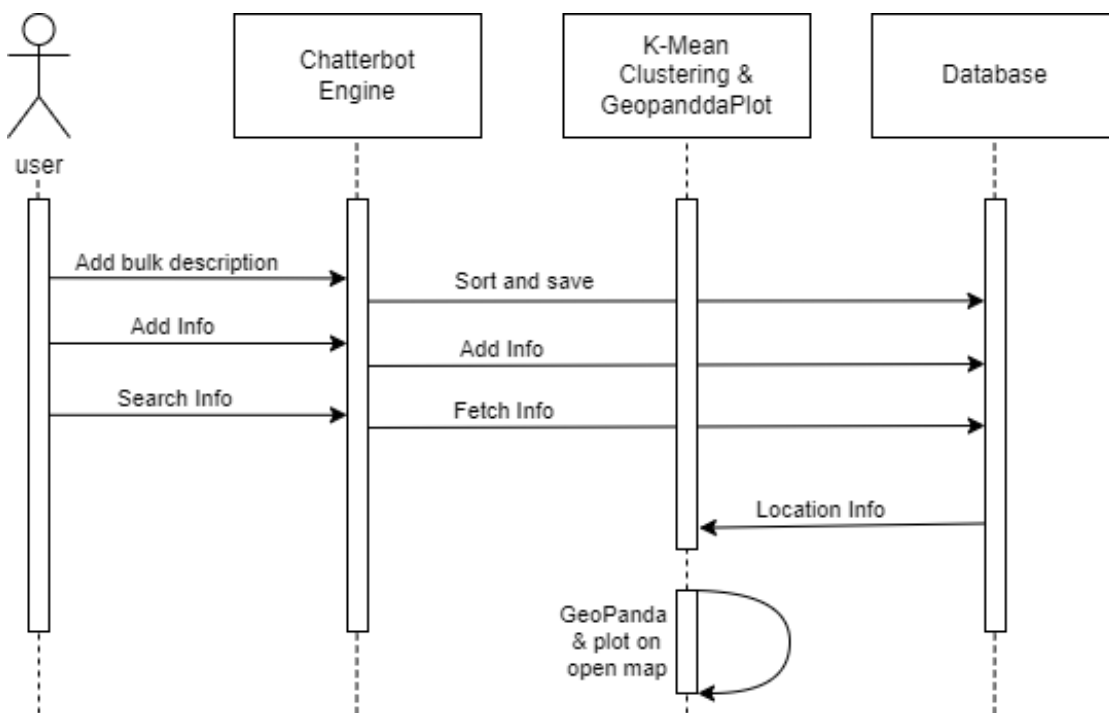 Chatterbot
Engine
K-Mean
Clustering &
GeopanddaPlot
Database
user
Add bulk description
Sort and save
Add Info
Add Info
Search Info
Fetch Info
Location Info
GeoPanda
& plot on
open map